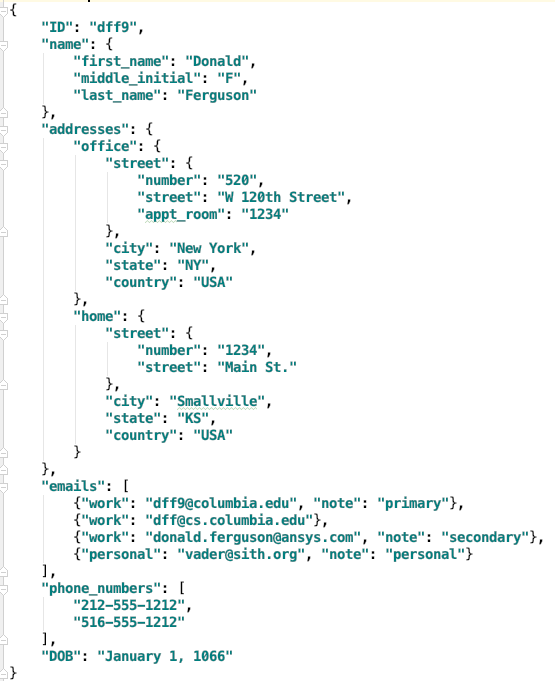 {
    "ID": "dff9",
    "name": {
        "first_name": "Donald",
        "middle_initial": "F",
        "last_name": "Ferguson"
    },
    "addresses": {
        "office": {
            "street": {
                "number": "520",
                "street": "W 120th Street",
                "appt_room": "1234"
            },
            "city": "New York",
            "state": "NY",
            "country": "USA"
        },
        "home": {
            "street": {
                "number": "1234",
                "street": "Main St."
            },
            "city": "Smallville",
            "state": "KS",
            "country": "USA"
        }
    },
    "emails": [
        {"work": "dff9@columbia.edu", "note": "primary"},
        {"work": "dff@cs.columbia.edu"},
        {"work": "donald.ferguson@ansys.com", "note": "secondary"},
        {"personal": "vader@sith.org", "note": "personal"}
    ],
    "phone_numbers": [
        "212-555-1212",
        "516-555-1212"
    ],
    "DOB": "January 1, 1066"
}